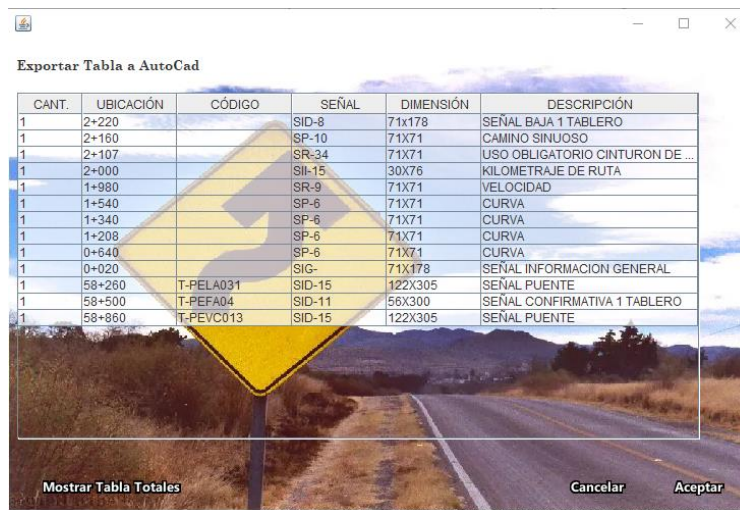 Exportar Tabla a AutoCad
CANT. UBICACIÓN CÓDIGO SEÑAL DIMENSIÓN DESCRIPCIÓN
1 2+220 SID-8 71x178 SEÑAL BAJA 1 TABLERO
1 2+160 SP-10 71X71 CAMINO SINUOSO
1 2+107 SR-34 71X71 USO OBLIGATORIO CINTURON DE ...
1 2+000 SII-15 30X76 KILOMETRAJE DE RUTA
1 1+980 SR-9 71X71 VELOCIDAD
1 1+540 SP-6 71X71 CURVA
1 1+340 SP-6 71X71 CURVA
1 1+208 SP-6 71X71 CURVA
1 0+640 SP-6 71X71 CURVA
1 0+020 SIG- 71X178 SEÑAL INFORMACION GENERAL
1 58+260 T-PELA031 SID-15 122X305 SEÑAL PUENTE
1 58+500 T-PEFA04 SID-11 56X300 SEÑAL CONFIRMATIVA 1 TABLERO
1 58+860 T-PEVC013 SID-15 122X305 SEÑAL PUENTE
Mostrar Tabla Totales Cancelar Aceptar